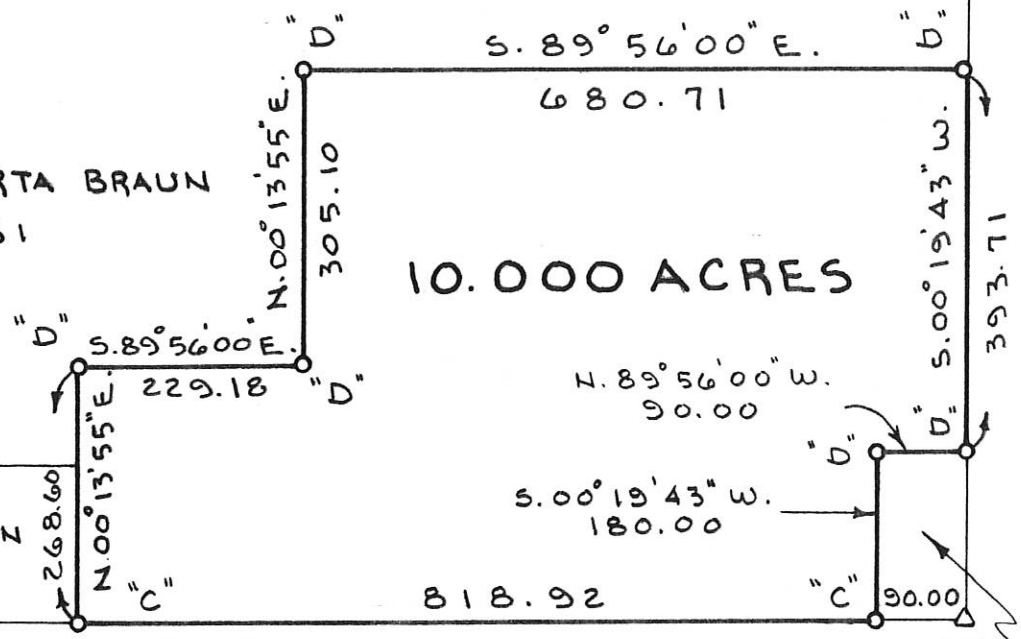 "D"
S. 89° 56' 00" E.
"D"
680.71
N. 00° 13' 55" E.
305.10
BRAUN
S. 00° 19' 43" W.
393.71
10.000 ACRES
"D"
S. 89° 56' 00" E.
229.18
"D"
N. 89° 56' 00" W.
90.00
"D"
"D"
N
268.60
N. 00° 13' 55" E.
S. 00° 19' 43" W.
180.00
"C"
818.92
"C"
90.00